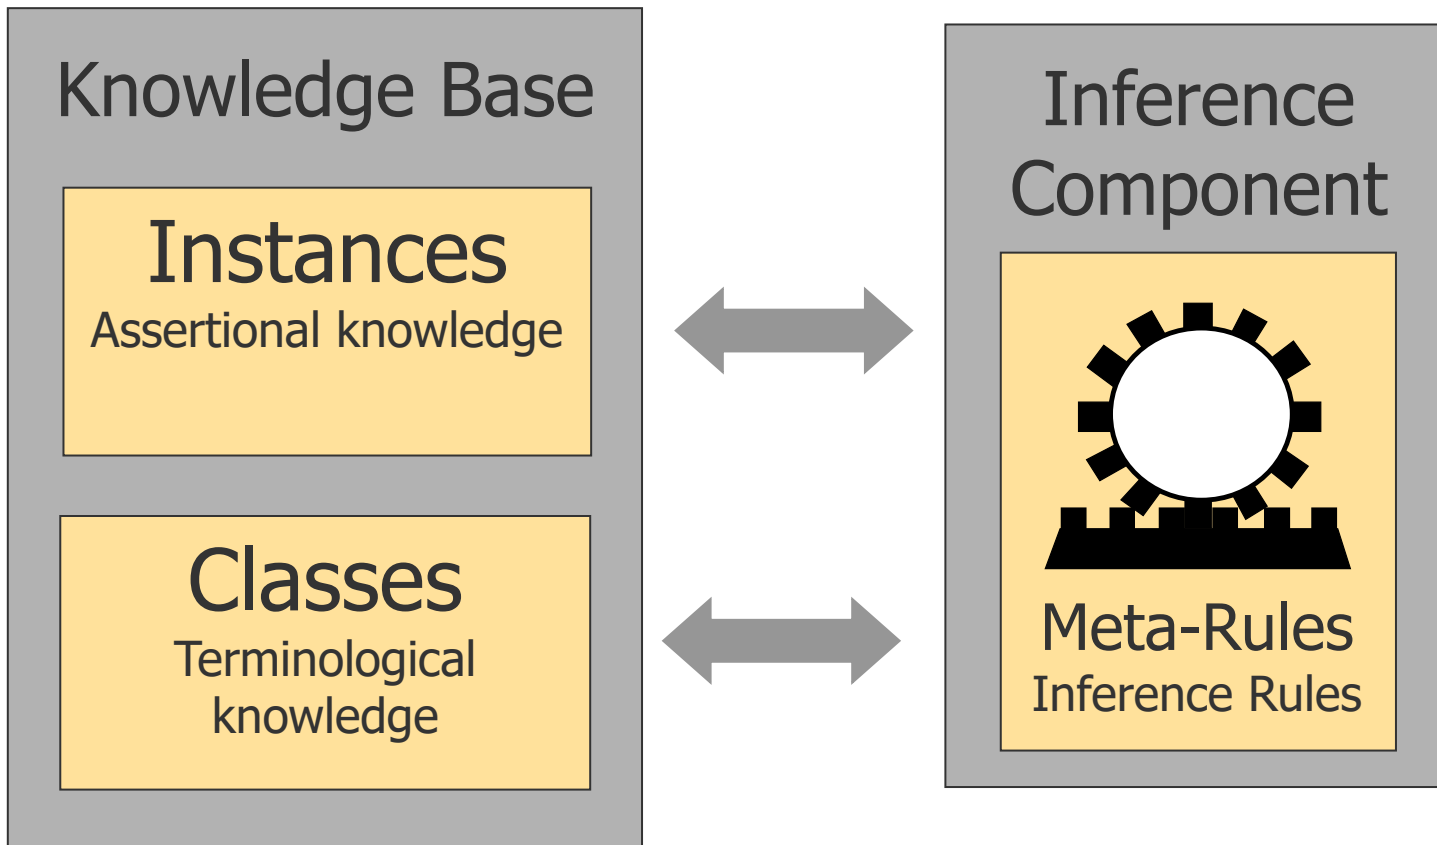 Knowledge Base
Instances
Assertional knowledge
Classes
Terminological
knowledge
Inference
Component
Meta-Rules
Inference Rules